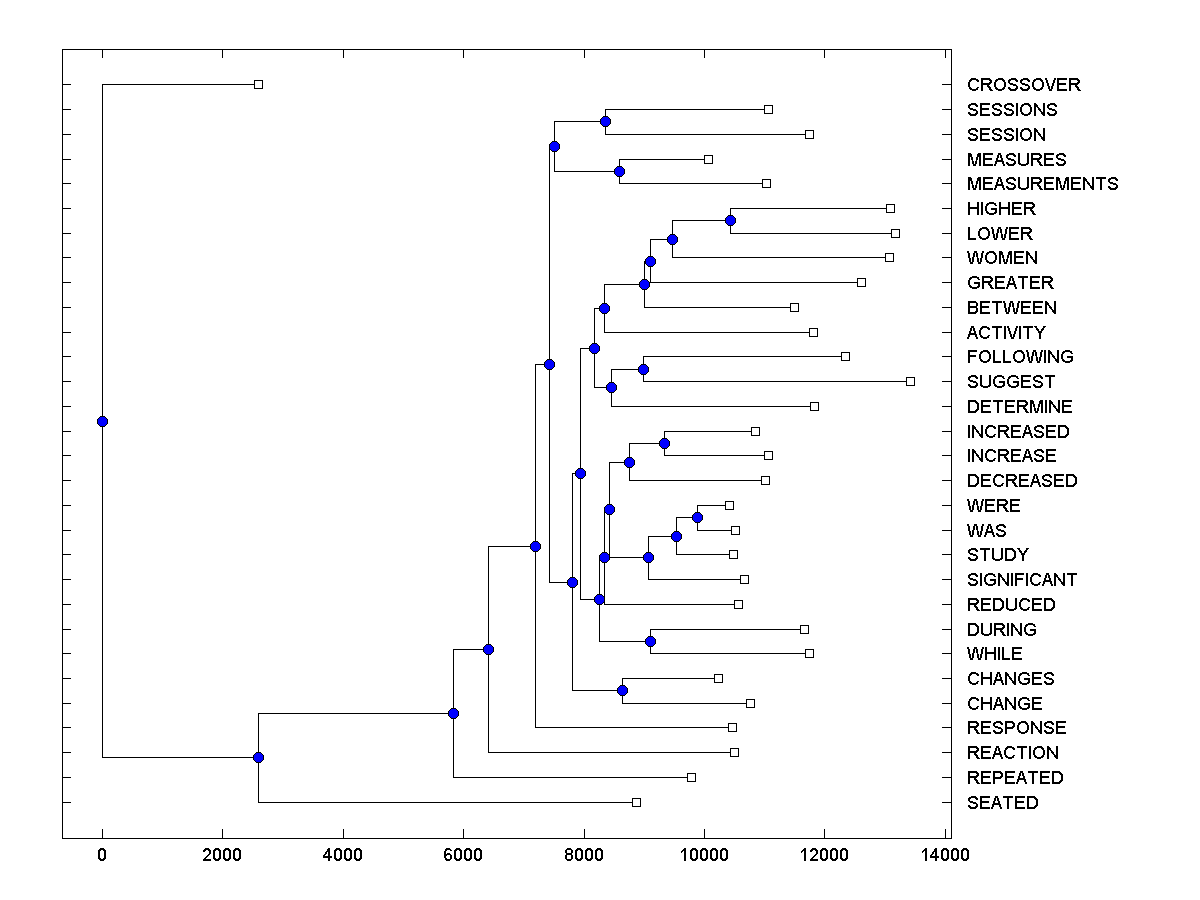 CROSSOVER
SESSIONS
SESSION
MEASURES
MEASUREMENTS
HIGHER
LOWER
WOMEN
GREATER
BETWEEN
ACTIVITY
FOLLOWING
SUGGEST
DETERMINE
INCREASED
INCREASE
DECREASED
WERE
WAS
STUDY
SIGNIFICANT
REDUCED
DURING
WHILE
CHANGES
CHANGE
RESPONSE
REACTION
REPEATED
SEATED
0 2000 4000 6000 8000 10000 12000 14000